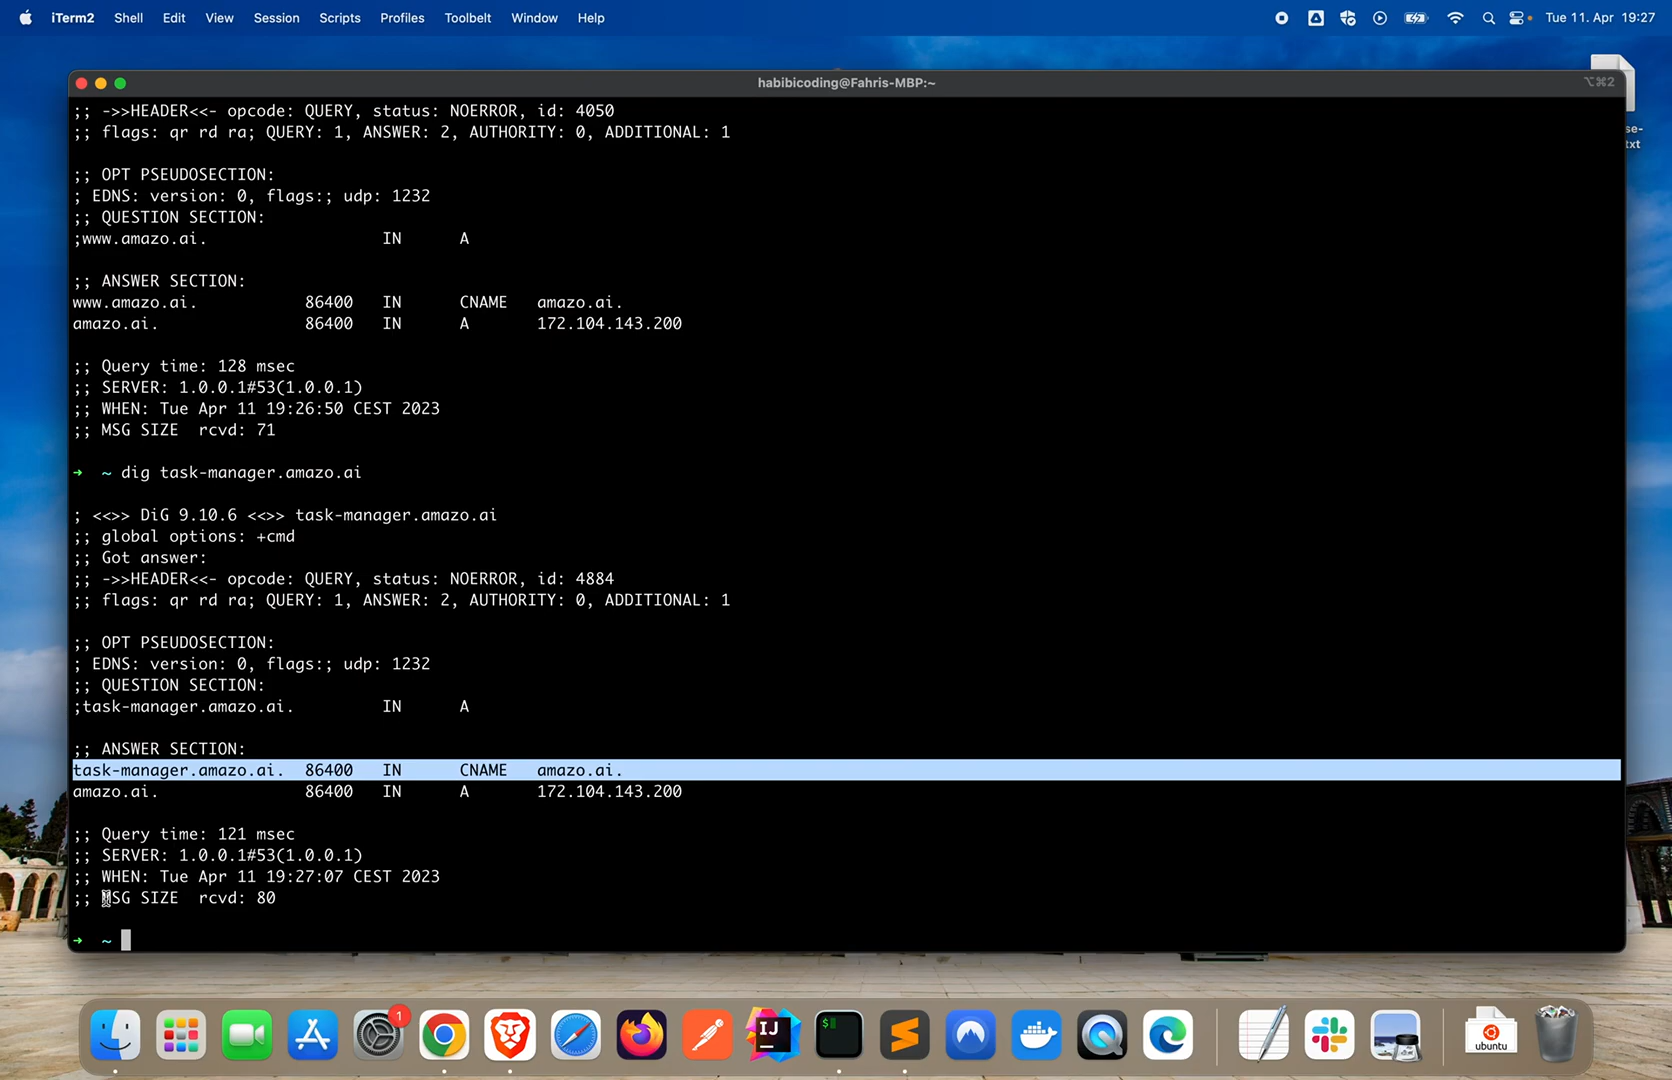 iTerm2 Shell Edit View Session Scripts Profiles Toolbelt Window Help Tue 11. Apr 19:27
habibicoding@Fahris-MBP:~ ⌥⌘2
;; ->>HEADER<<- opcode: QUERY, status: NOERROR, id: 4050
;; flags: qr rd ra; QUERY: 1, ANSWER: 2, AUTHORITY: 0, ADDITIONAL: 1
;; OPT PSEUDOSECTION:
; EDNS: version: 0, flags:; udp: 1232
;; QUESTION SECTION:
;www.amazo.ai. IN A
;; ANSWER SECTION:
www.amazo.ai. 86400 IN CNAME amazo.ai.
amazo.ai. 86400 IN A 172.104.143.200
;; Query time: 128 msec
;; SERVER: 1.0.0.1#53(1.0.0.1)
;; WHEN: Tue Apr 11 19:26:50 CEST 2023
;; MSG SIZE rcvd: 71
➜ ~ dig task-manager.amazo.ai
; <<>> DiG 9.10.6 <<>> task-manager.amazo.ai
;; global options: +cmd
;; Got answer:
;; ->>HEADER<<- opcode: QUERY, status: NOERROR, id: 4884
;; flags: qr rd ra; QUERY: 1, ANSWER: 2, AUTHORITY: 0, ADDITIONAL: 1
;; OPT PSEUDOSECTION:
; EDNS: version: 0, flags:; udp: 1232
;; QUESTION SECTION:
;task-manager.amazo.ai. IN A
;; ANSWER SECTION:
task-manager.amazo.ai. 86400 IN CNAME amazo.ai.
amazo.ai. 86400 IN A 172.104.143.200
;; Query time: 121 msec
;; SERVER: 1.0.0.1#53(1.0.0.1)
;; WHEN: Tue Apr 11 19:27:07 CEST 2023
;; MSG SIZE rcvd: 80
➜ ~
se-
txt
1
IJ
$
ubuntu